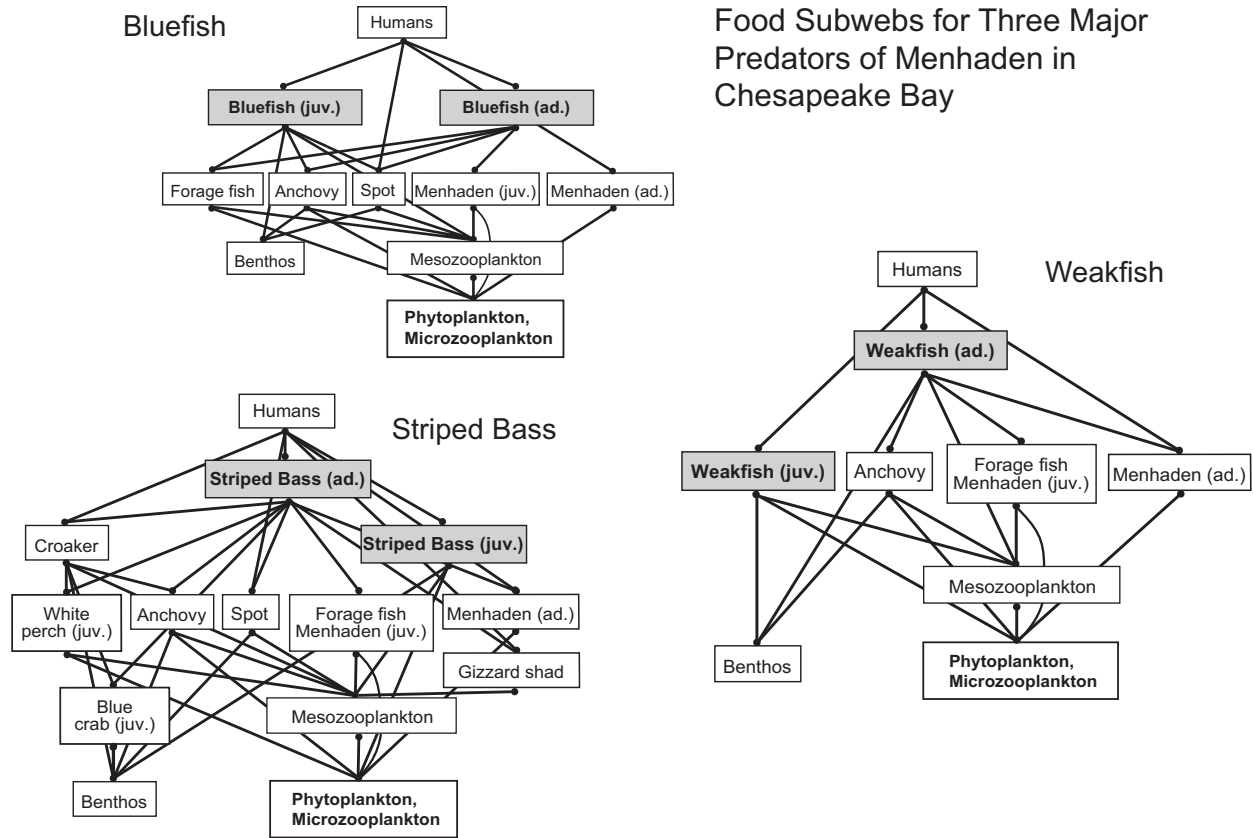 Bluefish
Food Subwebs for Three Major
Predators of Menhaden in
Chesapeake Bay
Humans
Bluefish (juv.)
Bluefish (ad.)
Forage fish
Anchovy
Spot
Menhaden (juv.)
Menhaden (ad.)
Benthos
Mesozooplankton
Phytoplankton,
Microzooplankton
Weakfish
Humans
Weakfish (ad.)
Weakfish (juv.)
Anchovy
Forage fish
Menhaden (juv.)
Menhaden (ad.)
Mesozooplankton
Benthos
Phytoplankton,
Microzooplankton
Striped Bass
Humans
Striped Bass (ad.)
Croaker
Striped Bass (juv.)
White
perch (juv.)
Anchovy
Spot
Forage fish
Menhaden (juv.)
Menhaden (ad.)
Gizzard shad
Blue
crab (juv.)
Mesozooplankton
Benthos
Phytoplankton,
Microzooplankton